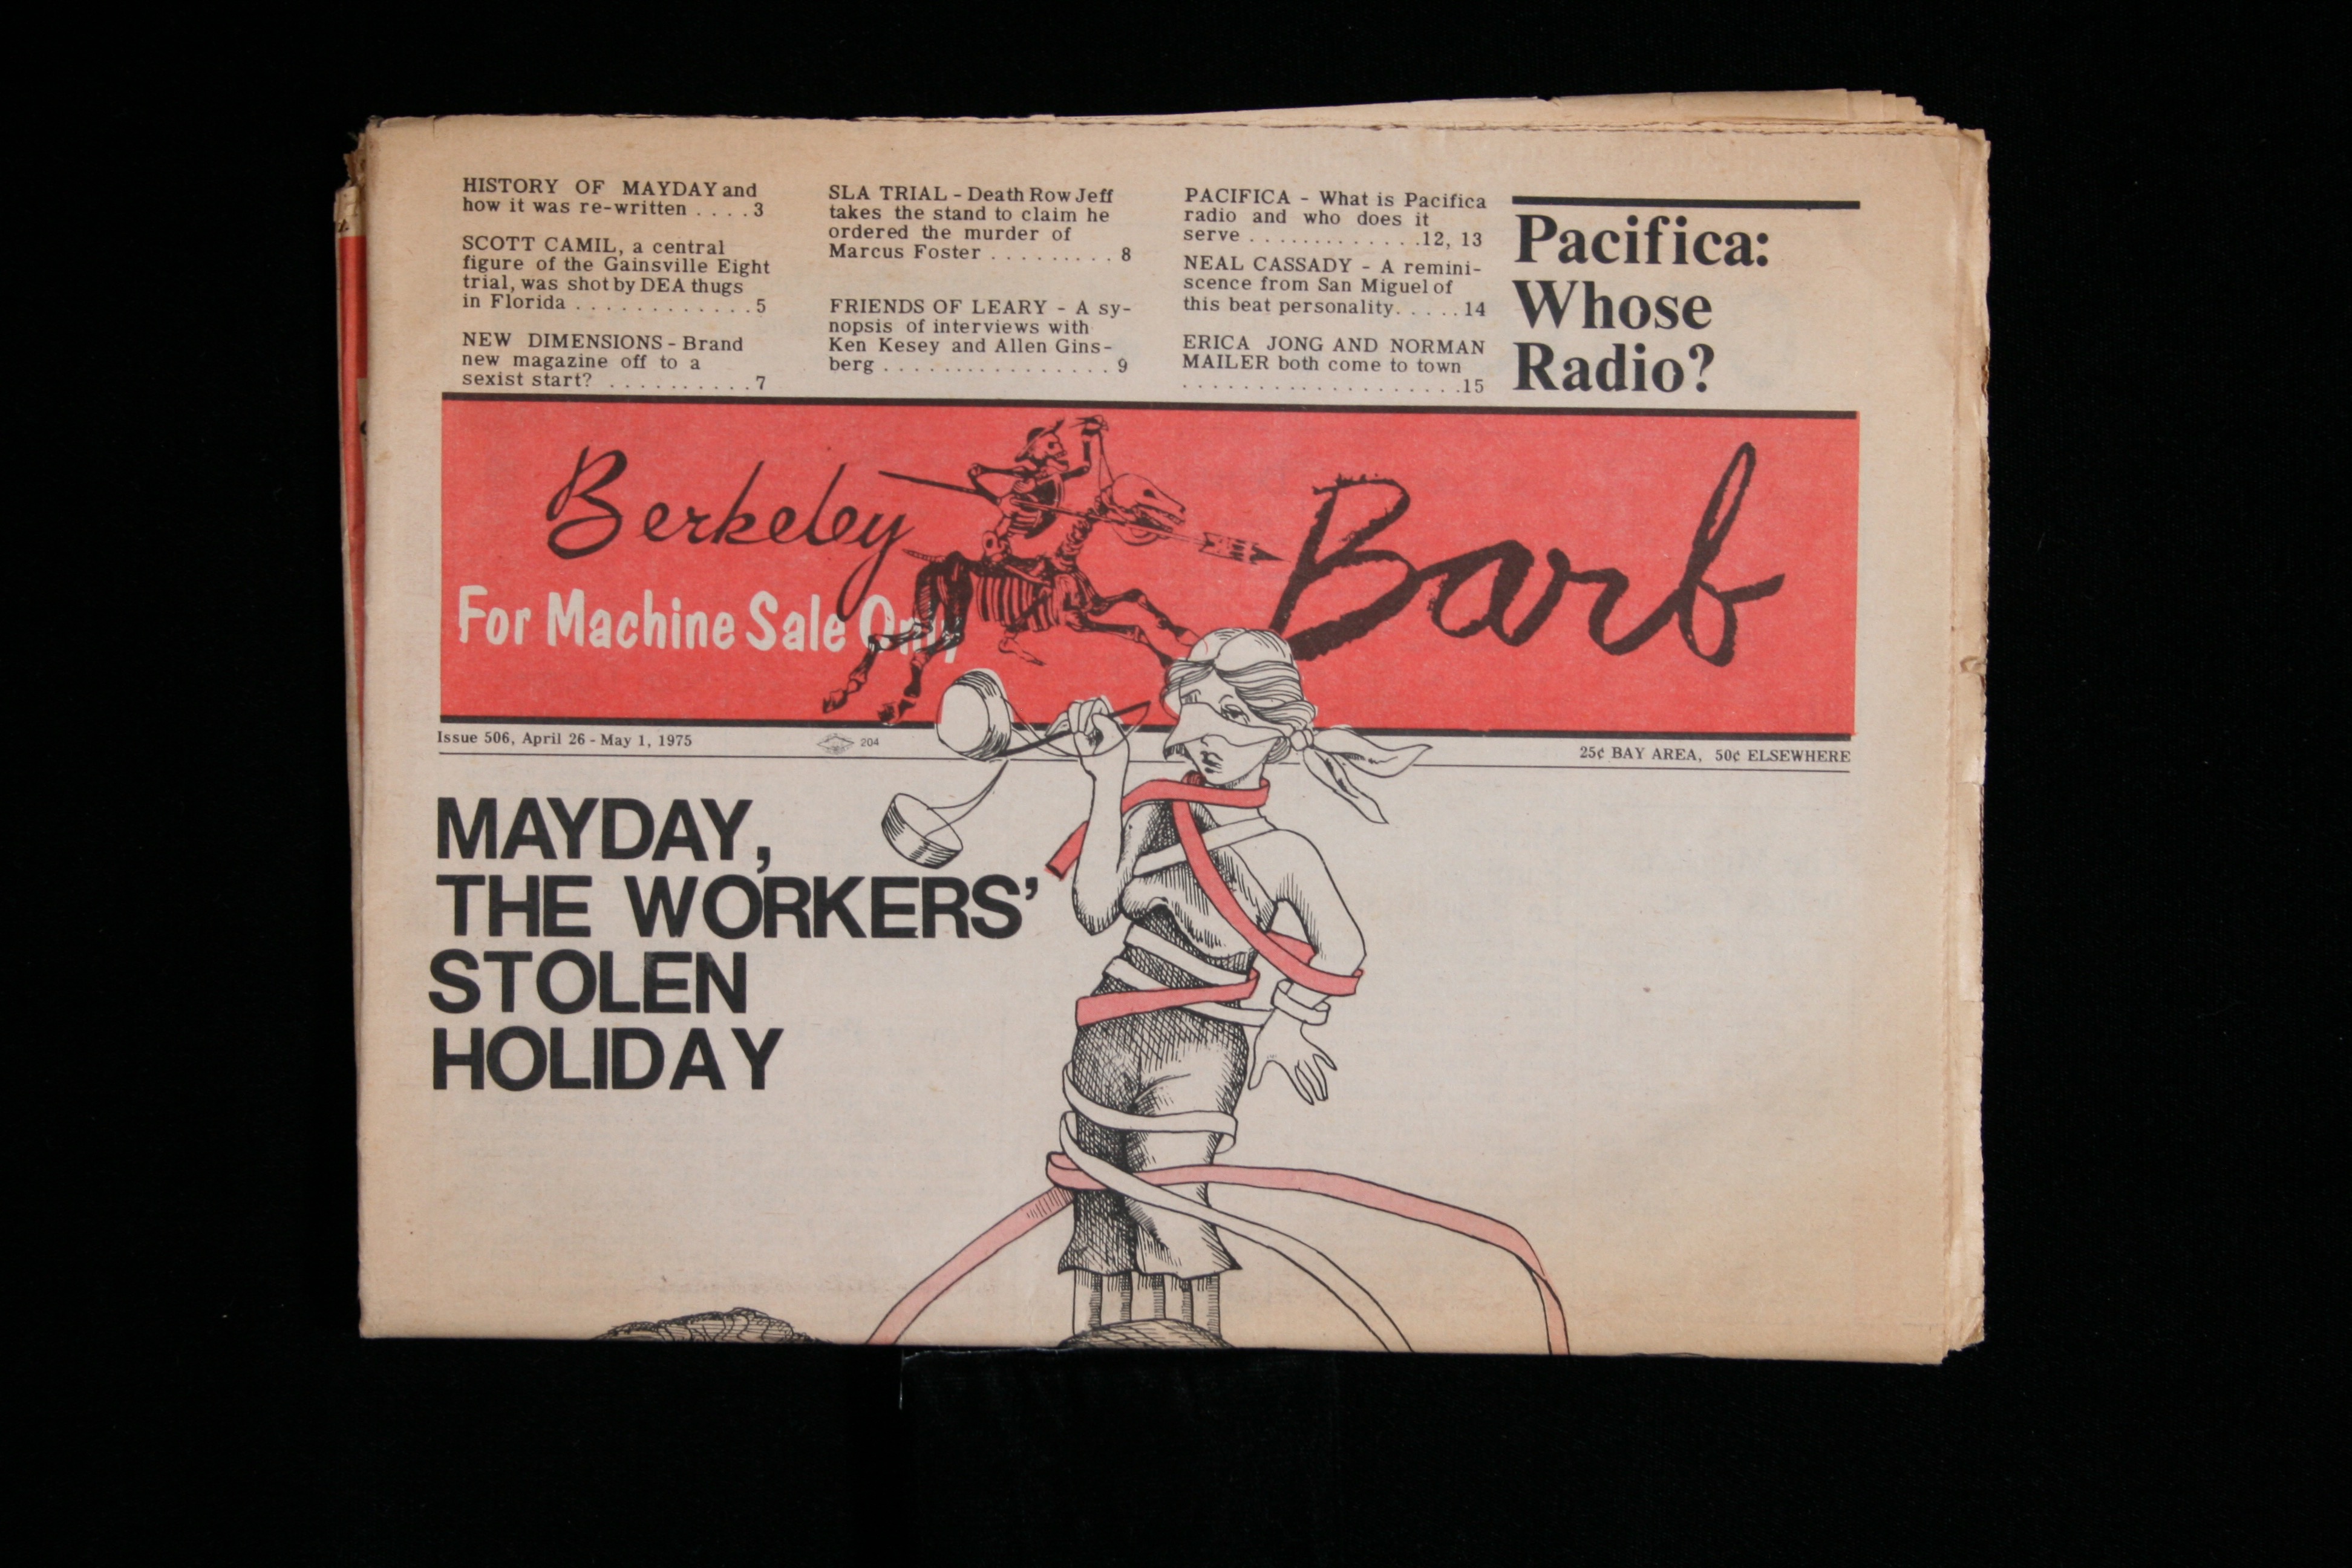 HISTORY OF MAYDAY and
how it was re-written . . . . 3
SCOTT CAMIL, a central
figure of the Gainsville Eight
trial, was shot by DEA thugs
in Florida . . . . . . . . . . . . 5
NEW DIMENSIONS - Brand
new magazine off to a
sexist start? . . . . . . . . . . 7
SLA TRIAL - Death Row Jeff
takes the stand to claim he
ordered the murder of
Marcus Foster . . . . . . . . . 8
FRIENDS OF LEARY - A sy-
nopsis of interviews with
Ken Kesey and Allen Gins-
berg . . . . . . . . . . . . . . . . 9
PACIFICA - What is Pacifica
radio and who does it
serve . . . . . . . . . . . . .12, 13
NEAL CASSADY - A remini-
scence from San Miguel of
this beat personality. . . . . 14
ERICA JONG AND NORMAN
MAILER both come to town
. . . . . . . . . . . . . . . . . . . .15
Pacifica:
Whose
Radio?
Berkeley Barb
For Machine Sale Only
Issue 506, April 26 - May 1, 1975
204
25¢ BAY AREA, 50¢ ELSEWHERE
MAYDAY,
THE WORKERS'
STOLEN
HOLIDAY